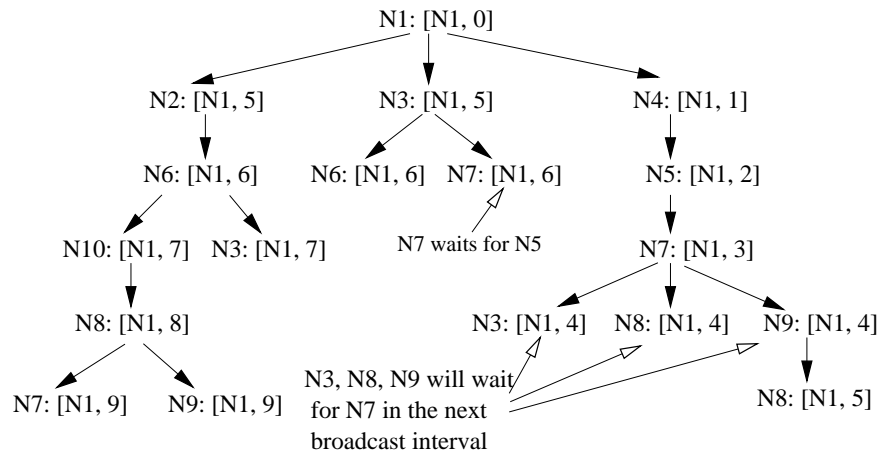 N1: [N1, 0]
N2: [N1, 5]
N3: [N1, 5]
N4: [N1, 1]
N6: [N1, 6]
N6: [N1, 6]
N7: [N1, 6]
N5: [N1, 2]
N7 waits for N5
N10: [N1, 7]
N3: [N1, 7]
N7: [N1, 3]
N8: [N1, 8]
N3: [N1, 4]
N8: [N1, 4]
N9: [N1, 4]
N7: [N1, 9]
N9: [N1, 9]
N3, N8, N9 will wait
for N7 in the next
broadcast interval
N8: [N1, 5]